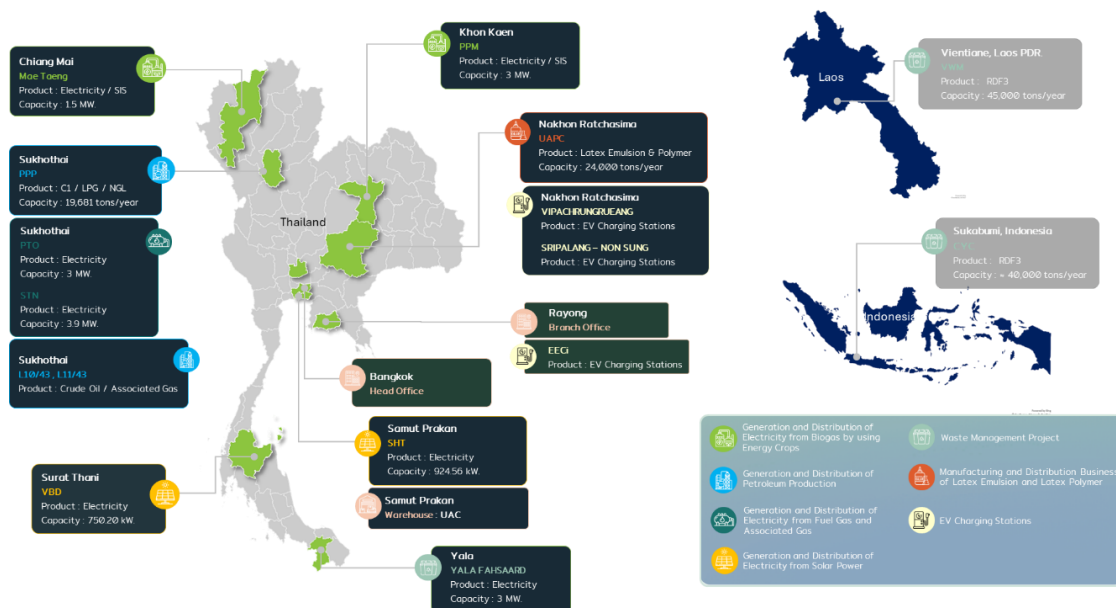 Chiang Mai
Mae Taeng
Product : Electricity / SIS
Capacity : 1.5 MW.
Sukhothai
PPP
Product : C1 / LPG / NGL
Capacity : 19,681 tons/year
Sukhothai
PTO
Product : Electricity
Capacity : 3 MW.
STN
Product : Electricity
Capacity : 3.9 MW.
Sukhothai
L10/43 , L11/43
Product : Crude Oil / Associated Gas
Surat Thani
VBD
Product : Electricity
Capacity : 750.20 kW.
Thailand
Khon Kaen
PPM
Product : Electricity / SIS
Capacity : 3 MW.
Nakhon Ratchasima
UAPC
Product : Latex Emulsion & Polymer
Capacity : 24,000 tons/year
Nakhon Ratchasima
VIPACHRUNGRUEANG
Product : EV Charging Stations
SRIPALANG – NON SUNG
Product : EV Charging Stations
Rayong
Branch Office
EECi
Product : EV Charging Stations
Bangkok
Head Office
Samut Prakan
SHT
Product : Electricity
Capacity : 924.56 kW.
Samut Prakan
Warehouse : UAC
Yala
YALA FAHSAARD
Product : Electricity
Capacity : 3 MW.
Laos
Vientiane, Laos PDR
VWM
Product : RDF3
Capacity : 45,000 tons/year
Indonesia
Sukabumi, Indonesia
Product : RDF3
Capacity : ≈ 40,000 tons/year
Generation and Distribution of
Electricity from Biogas by using
Energy Crops
Generation and Distribution of
Petroleum Production
Generation and Distribution of
Electricity from Fuel Gas and
Associated Gas
Generation and Distribution of
Electricity from Solar Power
Waste Management Project
Manufacturing and Distribution Business
of Latex Emulsion and Latex Polymer
EV Charging Stations